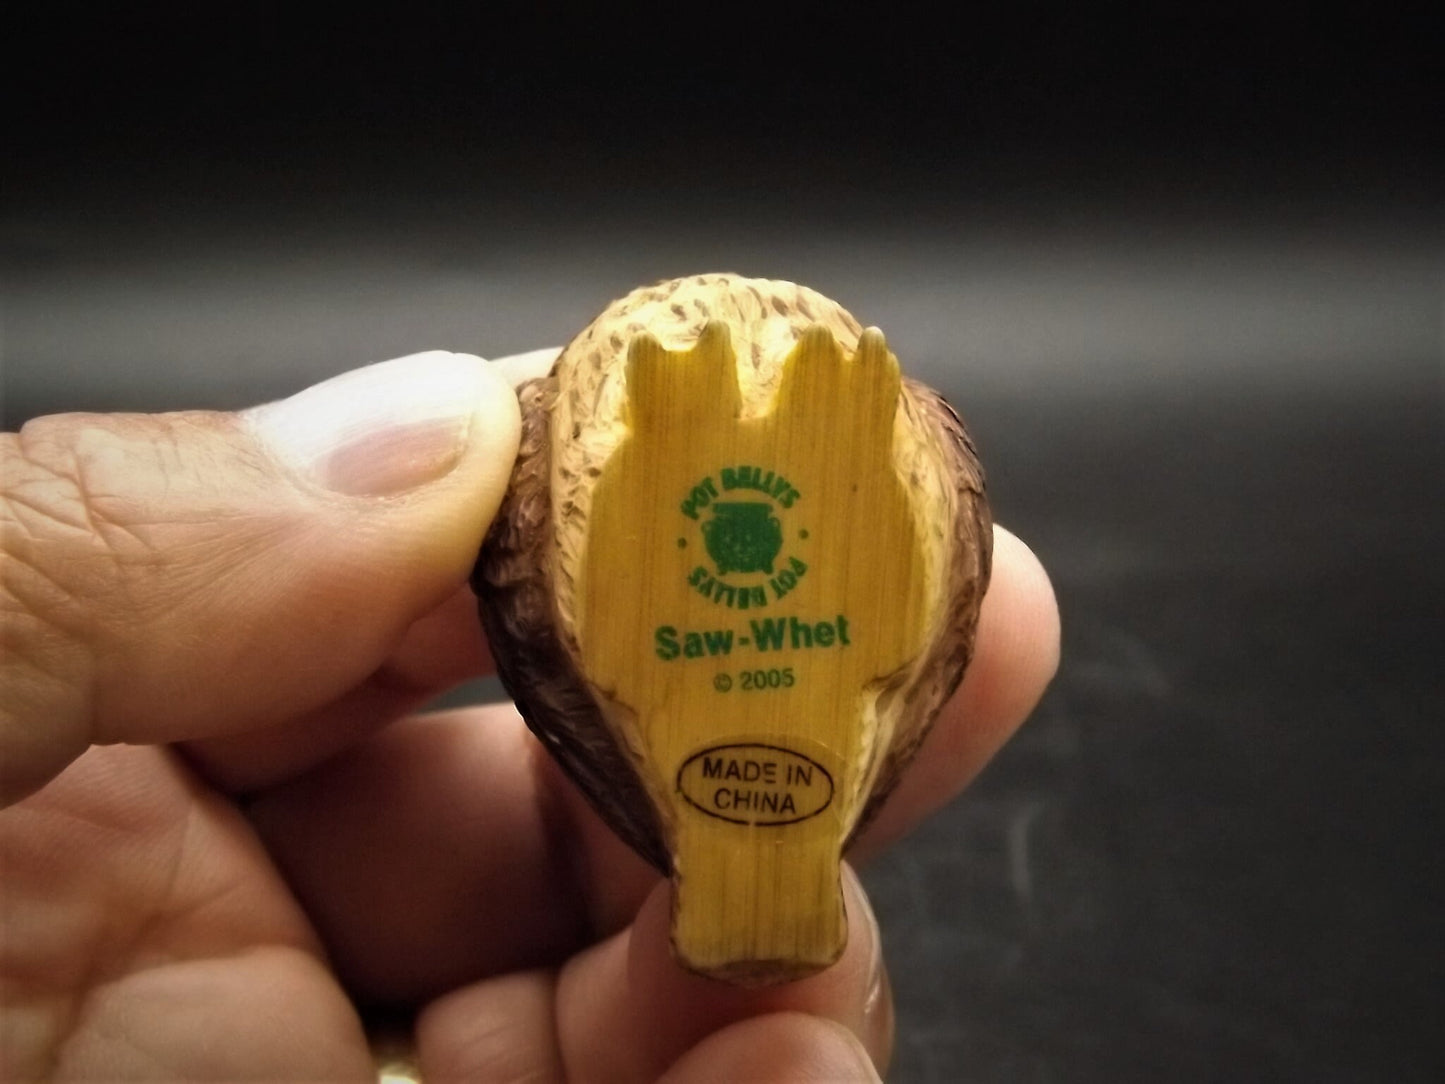 POT BELLYS
POT BELLYS
Saw-Whet
© 2005
MADE IN
CHINA